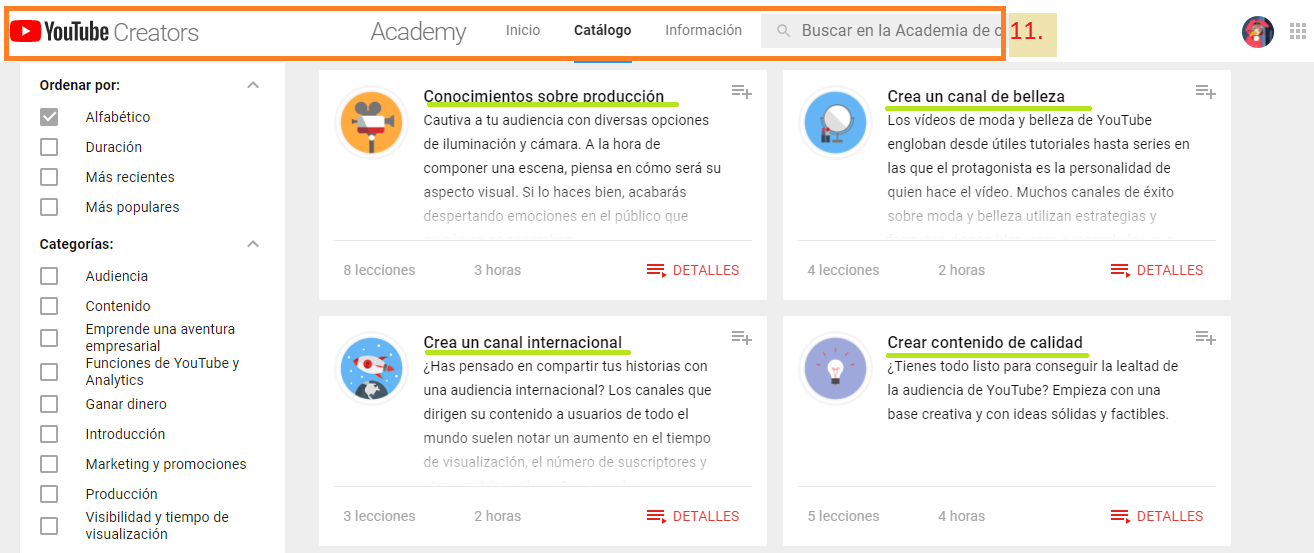 YouTube Creators
Academy
Inicio
Catálogo
Información
Buscar en la Academia de
11.
Ordenar por:
Alfabético
Duración
Más recientes
Más populares
Categorías:
Audiencia
Contenido
Emprende una aventura
empresarial
Funciones de YouTube y
Analytics
Ganar dinero
Introducción
Marketing y promociones
Producción
Visibilidad y tiempo de
visualización
Conocimientos sobre producción
Cautiva a tu audiencia con diversas opciones
de iluminación y cámara. A la hora de
componer una escena, piensa en cómo será su
aspecto visual. Si lo haces bien, acabarás
despertando emociones en el público que
8 lecciones
3 horas
DETALLES
Crea un canal de belleza
Los vídeos de moda y belleza de YouTube
engloban desde útiles tutoriales hasta series en
las que el protagonista es la personalidad de
quien hace el vídeo. Muchos canales de éxito
sobre moda y belleza utilizan estrategias y
4 lecciones
2 horas
DETALLES
Crea un canal internacional
¿Has pensado en compartir tus historias con
una audiencia internacional? Los canales que
dirigen su contenido a usuarios de todo el
mundo suelen notar un aumento en el tiempo
de visualización, el número de suscriptores y
3 lecciones
2 horas
DETALLES
Crear contenido de calidad
¿Tienes todo listo para conseguir la lealtad de
la audiencia de YouTube? Empieza con una
base creativa y con ideas sólidas y factibles.
5 lecciones
4 horas
DETALLES